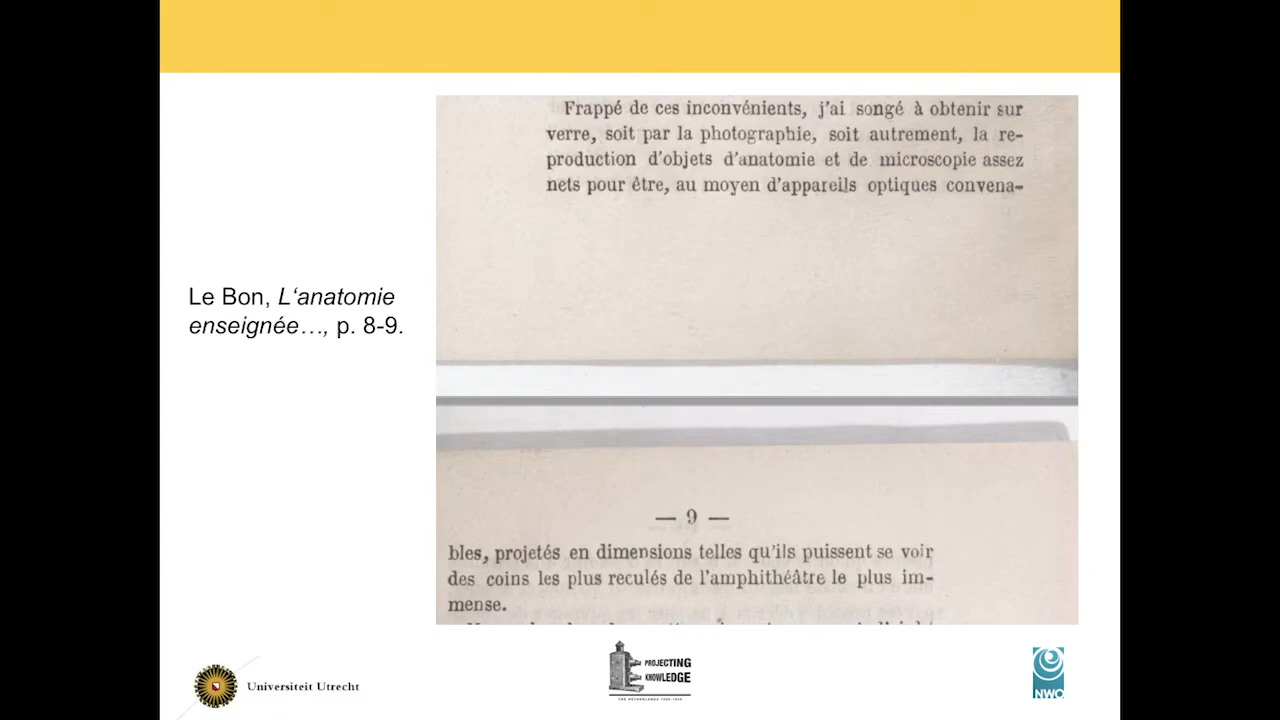 Frappé de ces inconvénients, j'ai songé à obtenir sur
verre, soit par la photographie, soit autrement, la re-
production d'objets d'anatomie et de microscopie assez
nets pour être, au moyen d'appareils optiques convena-
Le Bon, L‘anatomie
enseignée…, p. 8-9.
— 9 —
bles, projetés en dimensions telles qu'ils puissent se voir
des coins les plus reculés de l'amphithéâtre le plus im-
mense.
Universiteit Utrecht
PROJECTING
KNOWLEDGE
NWO